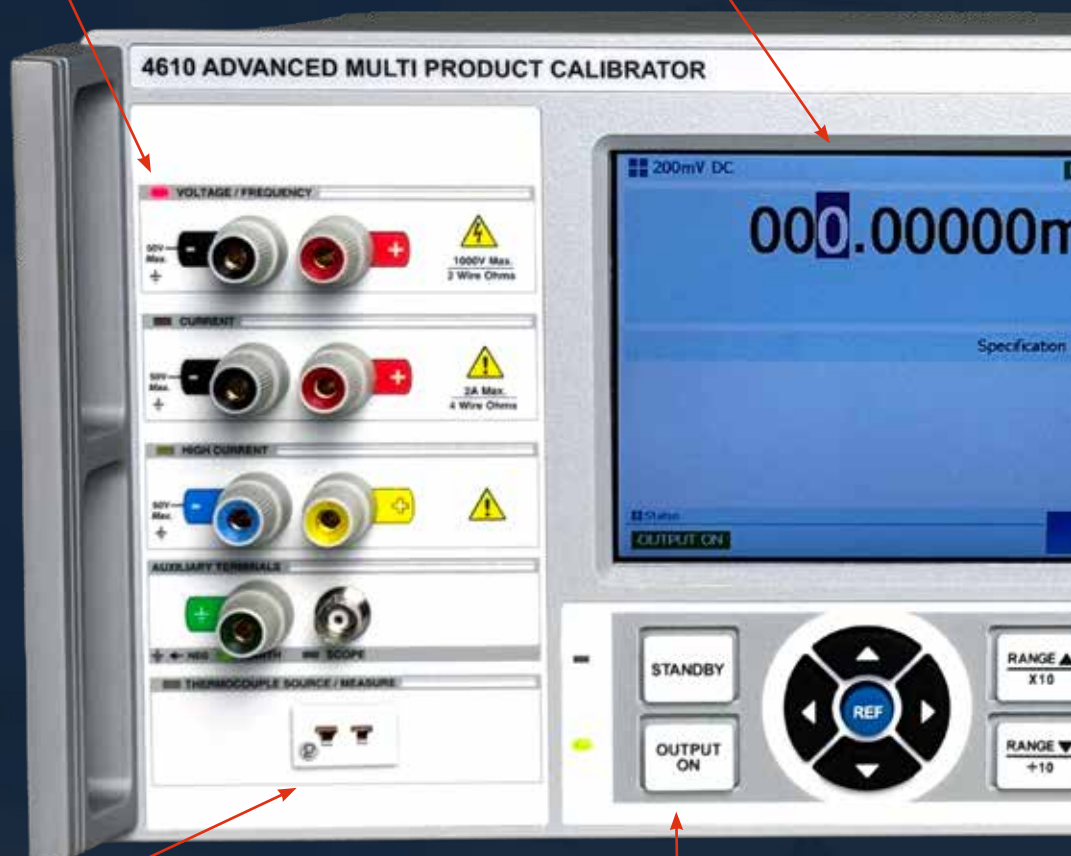 4610 ADVANCED MULTI PRODUCT CALIBRATOR
VOLTAGE / FREQUENCY
50V
Max.
-
+
1000V Max.
2 Wire Ohms
CURRENT
50V
Max.
-
+
2A Max.
4 Wire Ohms
HIGH CURRENT
50V
Max.
-
+
AUXILIARY TERMINALS
NEG
SCOPE
THERMOCOUPLE SOURCE / MEASURE
200mV DC
000.00000m
Specification
Status
OUTPUT ON
STANDBY
OUTPUT
ON
REF
RANGE ▲
X10
RANGE ▼
÷10